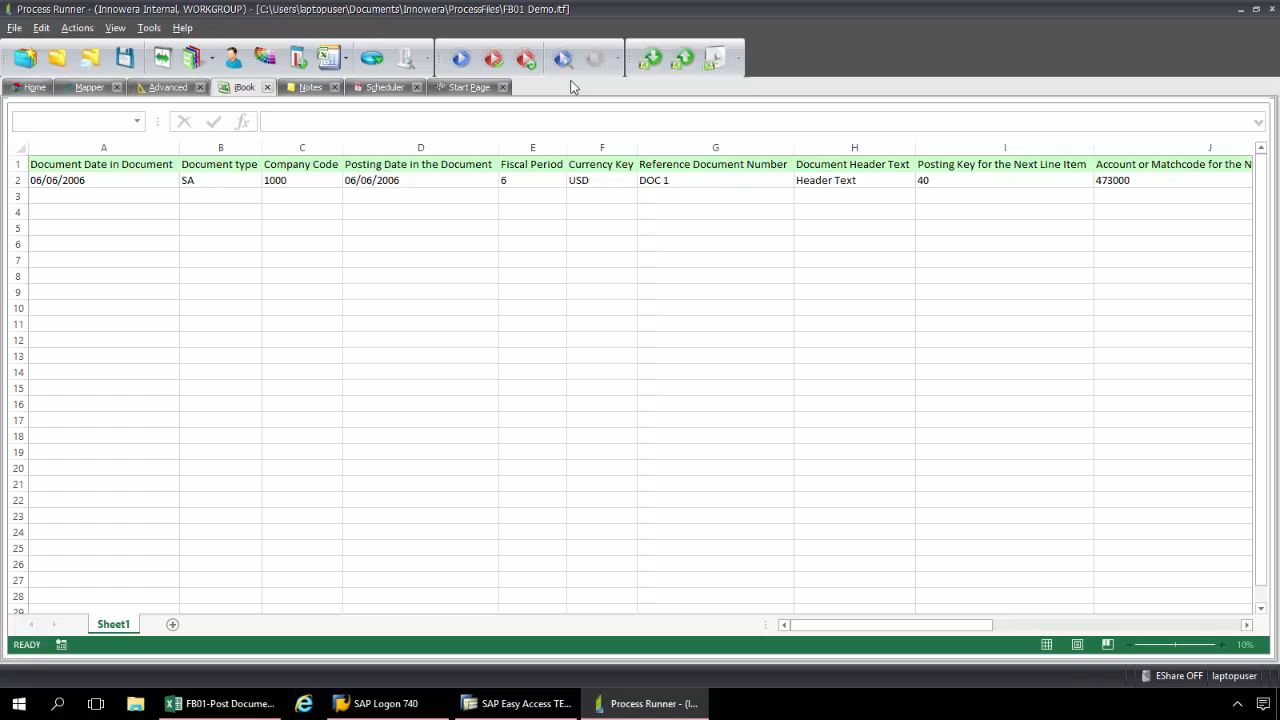 Process Runner - (Innowera Internal, WORKGROUP) - [C:\Users\laptopuser\Documents\Innowera\ProcessFiles\FB01 Demo.itf]
File Edit Actions View Tools Help
Home Mapper Advanced iBook Notes Scheduler Start Page
A B C D E F G H I J
1 Document Date in Document Document type Company Code Posting Date in the Document Fiscal Period Currency Key Reference Document Number Document Header Text Posting Key for the Next Line Item Account or Matchcode for the N
2 06/06/2006 SA 1000 06/06/2006 6 USD DOC 1 Header Text 40 473000
3
4
5
6
7
8
9
10
11
12
13
14
15
16
17
18
19
20
21
22
23
24
25
26
27
28
29
Sheet1
READY 10%
EShare OFF laptopuser
FB01-Post Docume... SAP Logon 740 SAP Easy Access TE... Process Runner - (I...